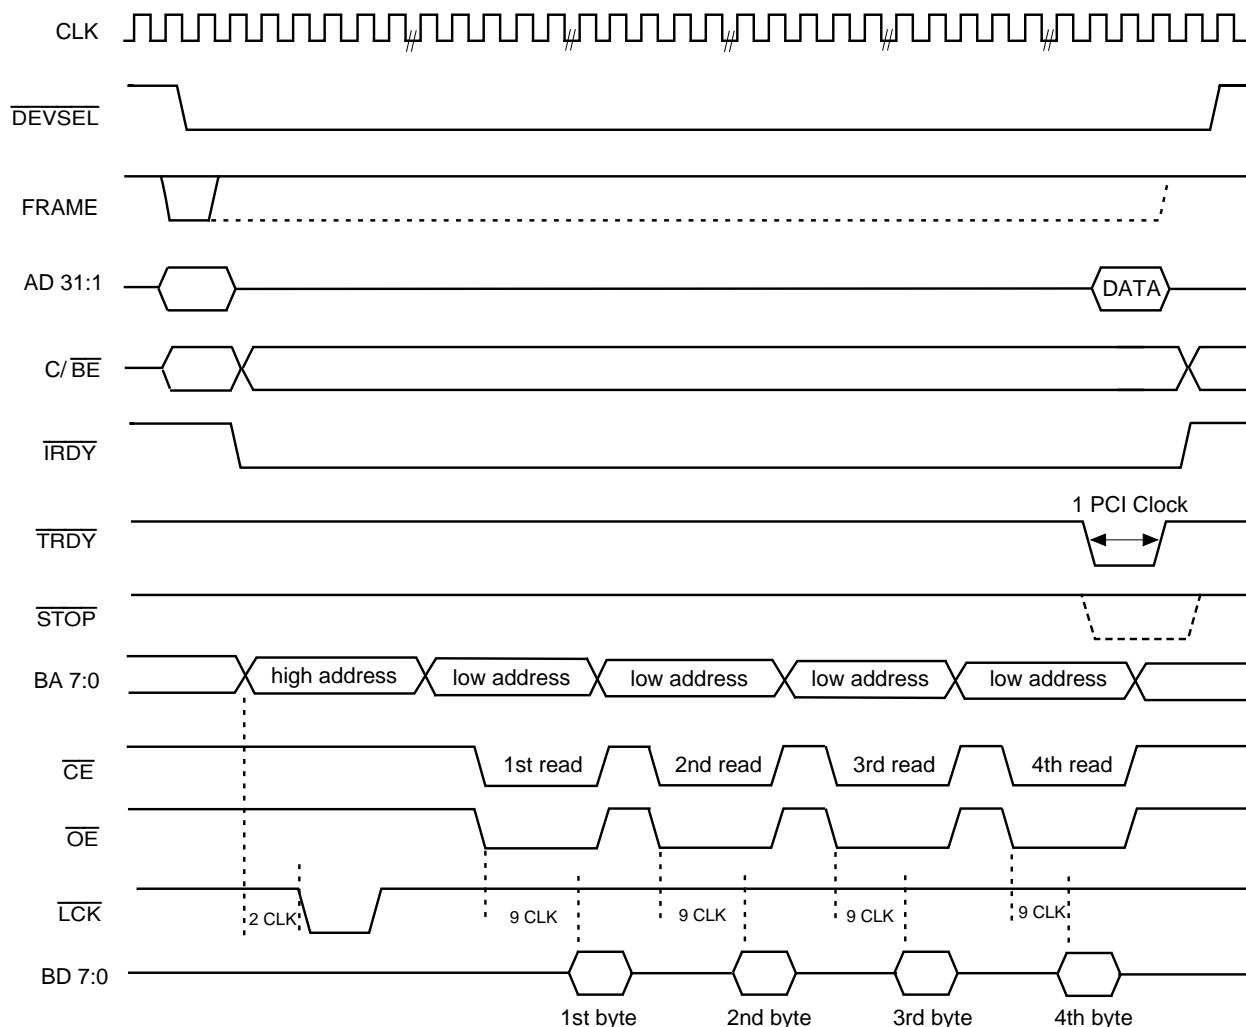 CLK
DEVSEL
FRAME
AD 31:1
DATA
C/BE
IRDY
1 PCI Clock
TRDY
STOP
BA 7:0 high address low address low address low address low address
CE 1st read 2nd read 3rd read 4th read
OE
LCK 2 CLK 9 CLK 9 CLK 9 CLK 9 CLK
BD 7:0
1st byte 2nd byte 3rd byte 4th byte